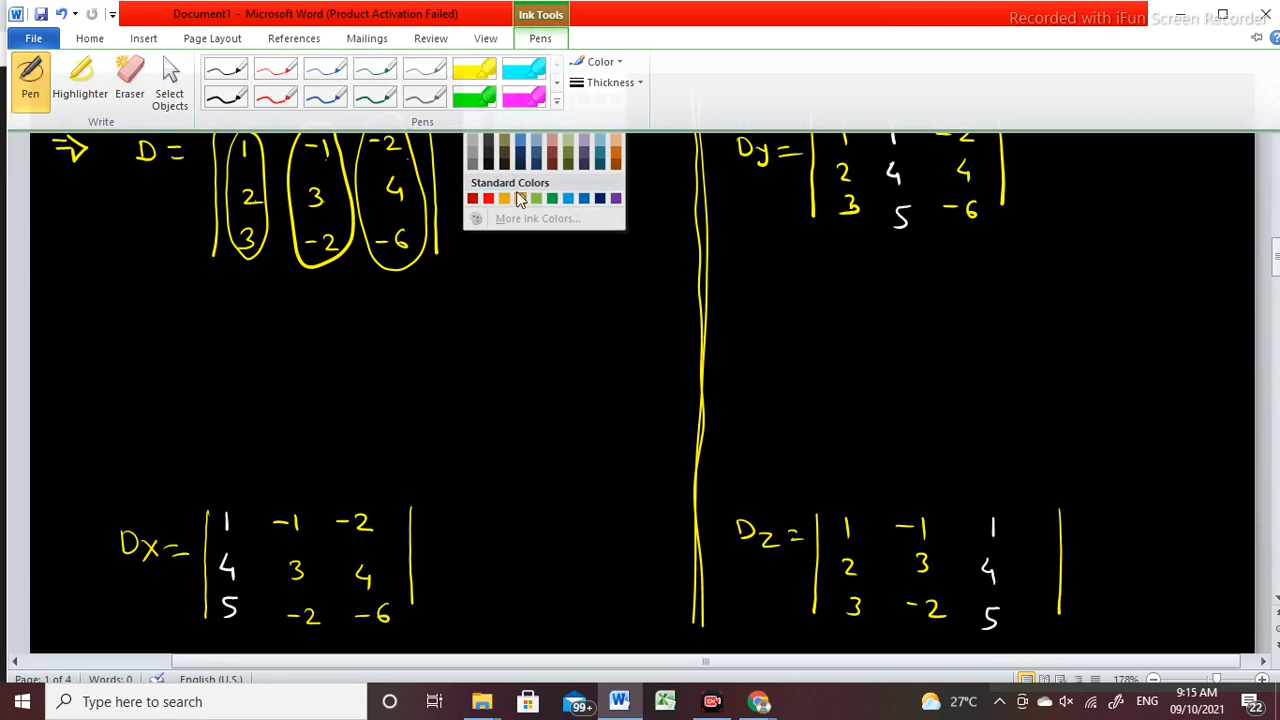 Document1 - Microsoft Word (Product Activation Failed)
Ink Tools
Recorded with iFun Screen Recorder
File Home Insert Page Layout References Mailings Review View Pens
Pen Highlighter Eraser Select Objects
Color
Thickness
Write Pens
Standard Colors
More Ink Colors...
⇒ D = | 1 -1 -2 |
2 3 4
3 -2 -6
Dy = | 1 1 -2 |
2 4 4
3 5 -6
Dx = | 1 -1 -2 |
4 3 4
5 -2 -6
Dz = | 1 -1 1 |
2 3 4
3 -2 5
Page: 1 of 4 Words: 0 English (U.S.) 178%
Type here to search
99+
27°C
ENG
9:15 AM
09/10/2021
22